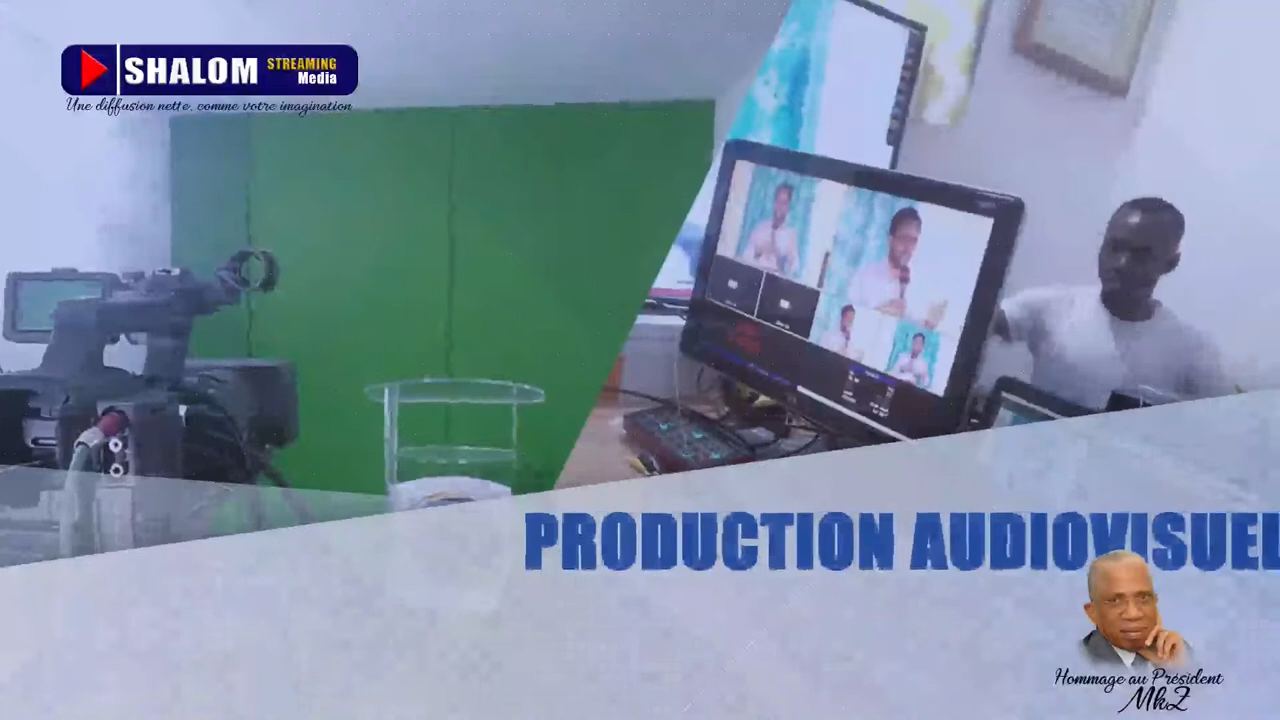 SHALOM
STREAMING
Media
Une diffusion nette, comme votre imagination
PRODUCTION AUDIOVISUEL
Hommage au Président
MkZ